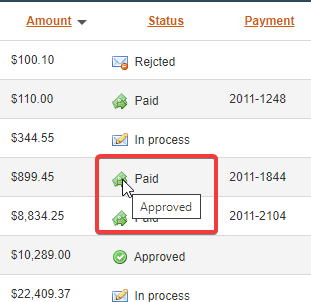 Amount Status Payment
$100.10 Rejcted
$110.00 Paid 2011-1248
$344.55 In process
$899.45 Paid 2011-1844
Approved
$8,834.25 Paid 2011-2104
$10,289.00 Approved
$22,409.37 In process